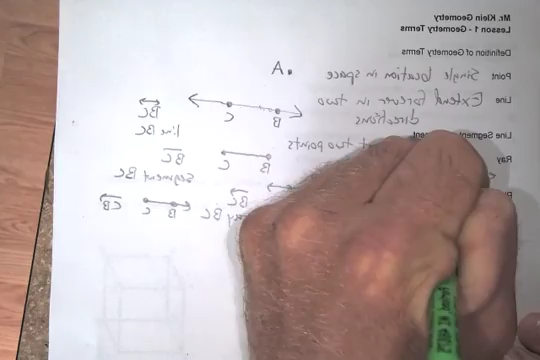 Mr. Klein Geometry
Lesson 1 - Geometry Terms
Definition of Geometry Terms
Point Single location in space A
Line Extend forever in two
directions
B C
BC
line BC
Line Segment two points
B C
BC
segment BC
Ray
BC
BC
B C
CB